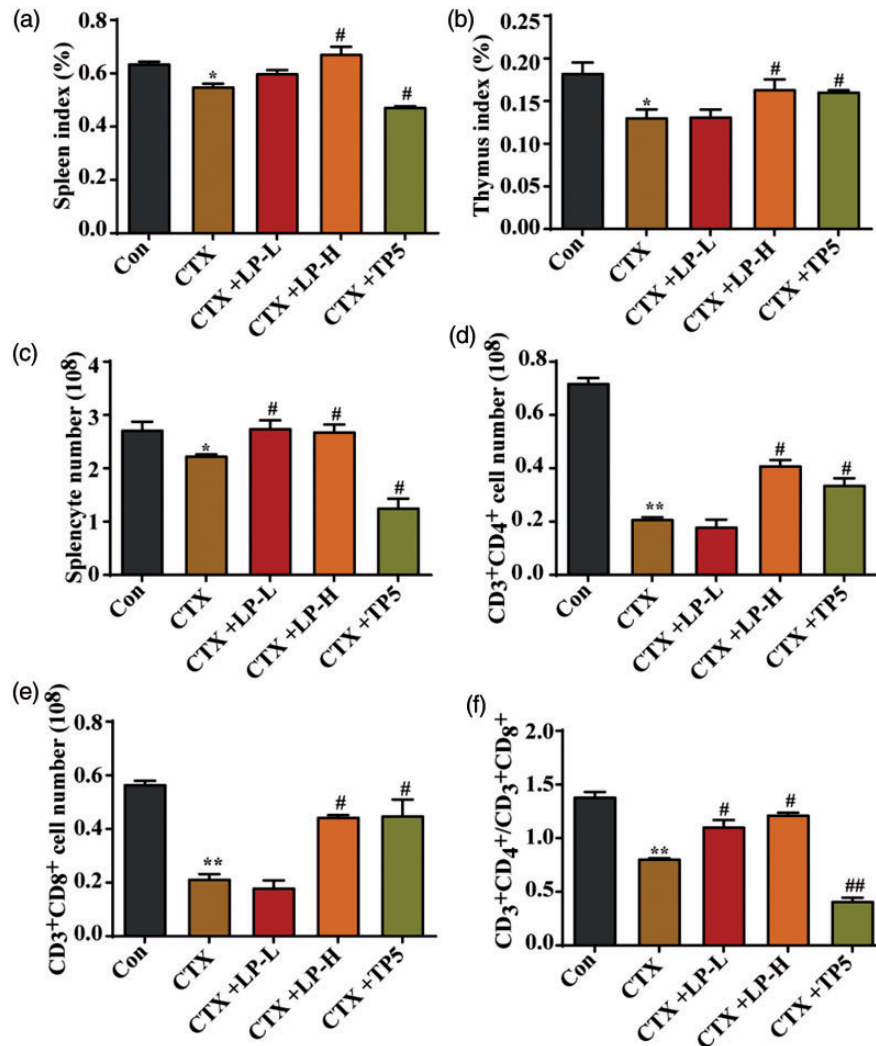 (a)
Spleen index (%)
0.8
0.6
0.4
0.2
0.0
*
#
#
Con
CTX
CTX +LP-L
CTX +LP-H
CTX +TP5
(b)
Thymus index (%)
0.25
0.20
0.15
0.10
0.05
0.00
*
#
#
Con
CTX
CTX +LP-L
CTX +LP-H
CTX +TP5
(c)
Splencyte number (10⁸)
4
3
2
1
0
*
#
#
#
Con
CTX
CTX +LP-L
CTX +LP-H
CTX +TP5
(d)
CD3⁺CD4⁺ cell number (10⁸)
0.8
0.6
0.4
0.2
0.0
**
#
#
Con
CTX
CTX +LP-L
CTX +LP-H
CTX +TP5
(e)
CD3⁺CD8⁺ cell number (10⁸)
0.8
0.6
0.4
0.2
0.0
**
#
#
Con
CTX
CTX +LP-L
CTX +LP-H
CTX +TP5
(f)
CD₃⁺CD₄⁺/CD₃⁺CD₈⁺
2.0
1.5
1.0
0.5
0.0
**
#
#
##
Con
CTX
CTX +LP-L
CTX +LP-H
CTX +TP5